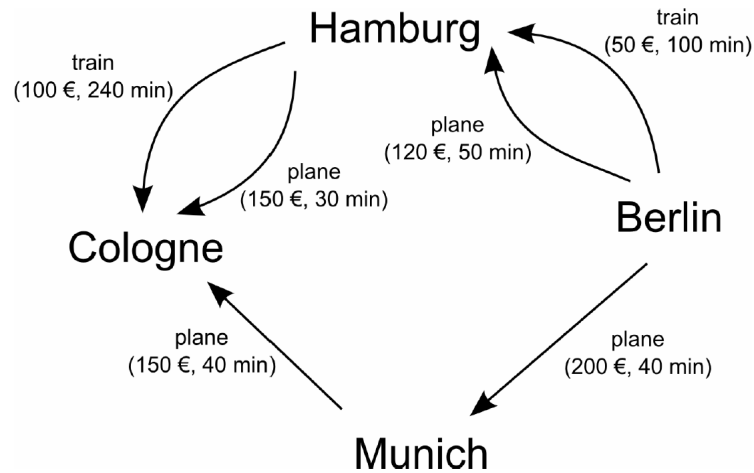 Hamburg
train
(50 €, 100 min)
train
(100 €, 240 min)
plane
(120 €, 50 min)
plane
(150 €, 30 min)
Berlin
Cologne
plane
(150 €, 40 min)
plane
(200 €, 40 min)
Munich